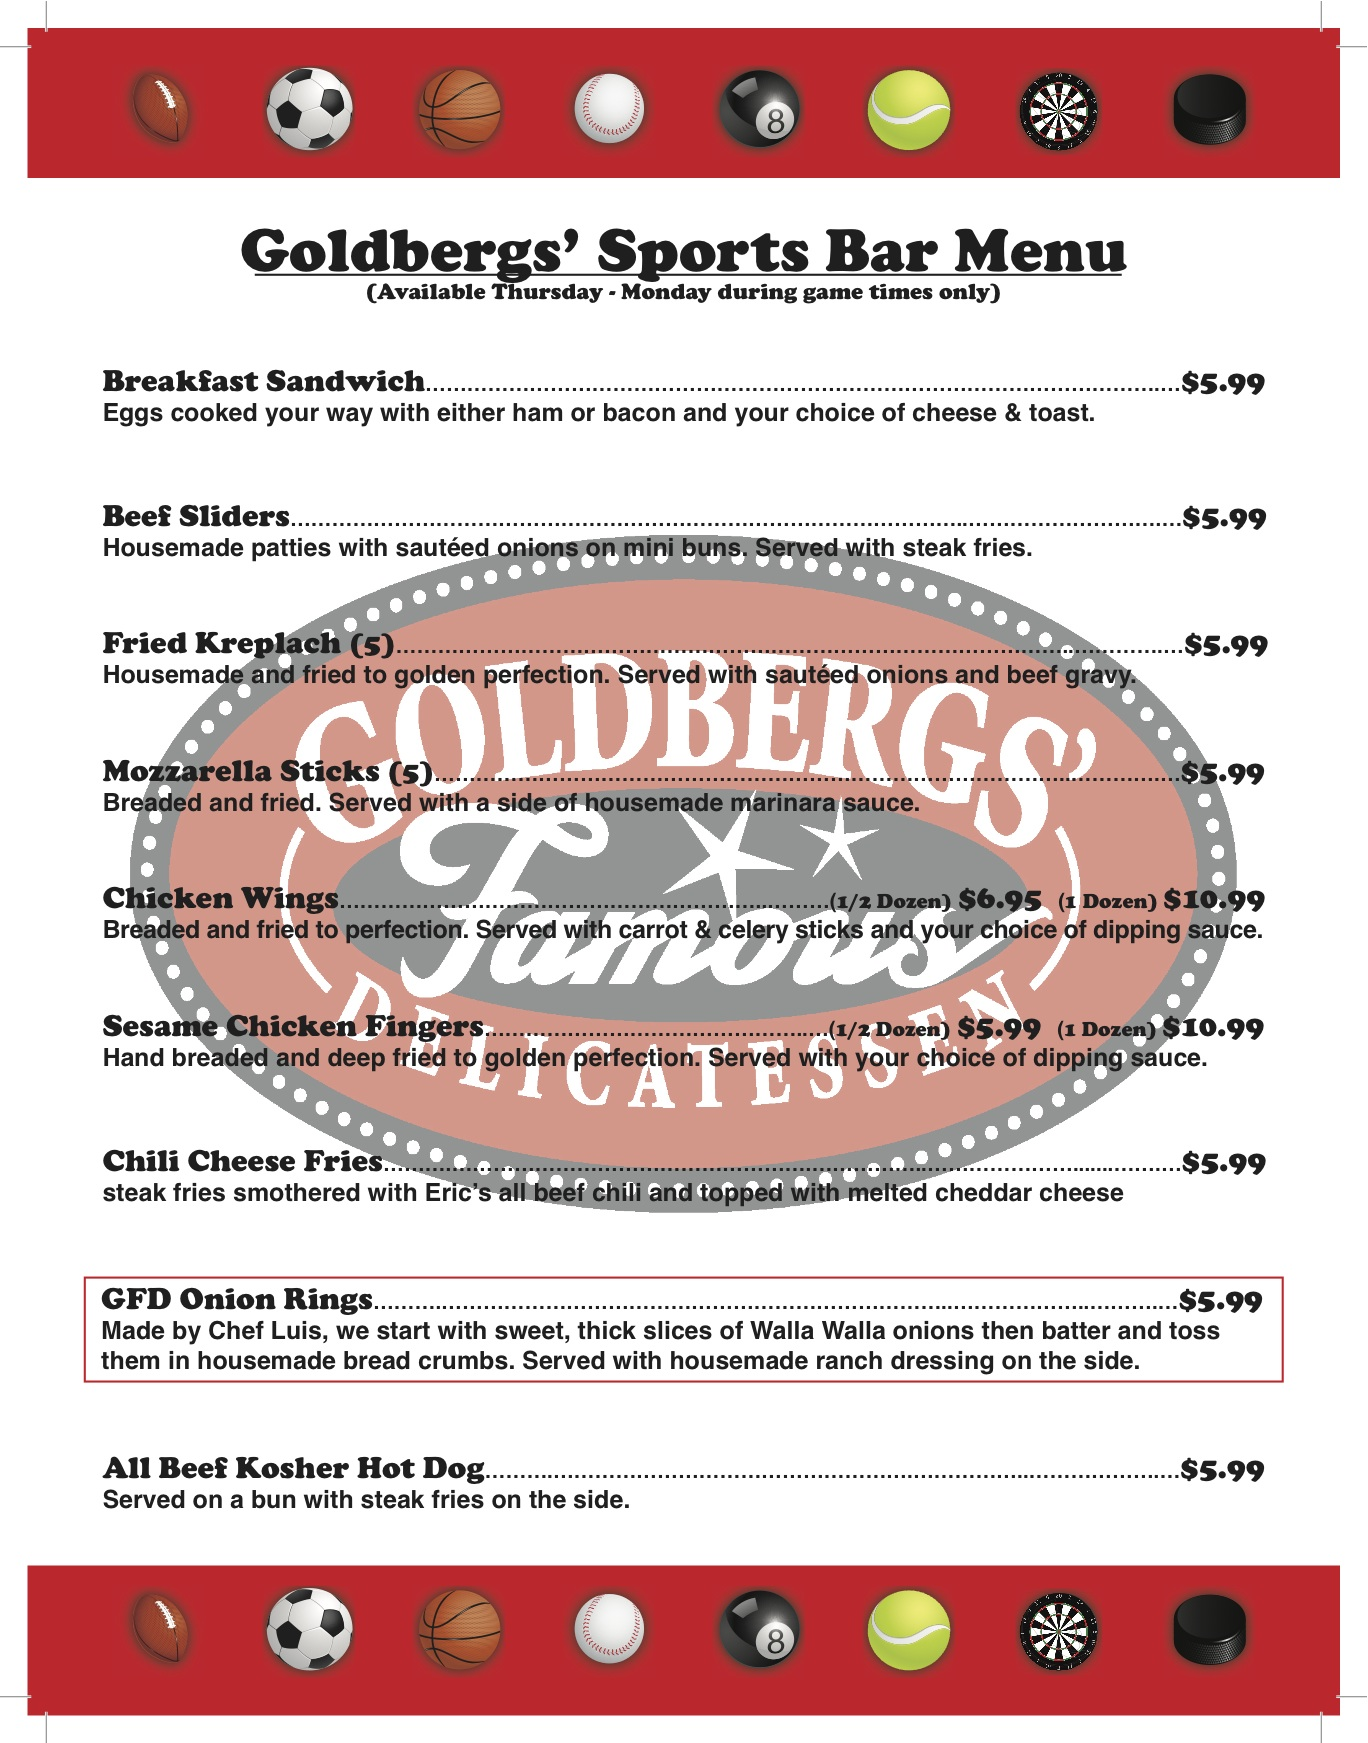 8
Goldbergs’ Sports Bar Menu
(Available Thursday - Monday during game times only)
Breakfast Sandwich........................................................................................................$5.99
Eggs cooked your way with either ham or bacon and your choice of cheese & toast.
Beef Sliders........................................................................................................$5.99
Housemade patties with sautéed onions on mini buns. Served with steak fries.
Fried Kreplach (5)........................................................................................................$5.99
Housemade and fried to golden perfection. Served with sautéed onions and beef gravy.
GOLDBERGS’
Mozzarella Sticks (5)........................................................................................................$5.99
Breaded and fried. Served with a side of housemade marinara sauce.
Famous
Chicken Wings......................................................................(1/2 Dozen) $6.95 (1 Dozen) $10.99
Breaded and fried to perfection. Served with carrot & celery sticks and your choice of dipping sauce.
DELICATESSEN
Sesame Chicken Fingers..................................................(1/2 Dozen) $5.99 (1 Dozen) $10.99
Hand breaded and deep fried to golden perfection. Served with your choice of dipping sauce.
Chili Cheese Fries........................................................................................................$5.99
steak fries smothered with Eric’s all beef chili and topped with melted cheddar cheese
GFD Onion Rings........................................................................................................$5.99
Made by Chef Luis, we start with sweet, thick slices of Walla Walla onions then batter and toss
them in housemade bread crumbs. Served with housemade ranch dressing on the side.
All Beef Kosher Hot Dog........................................................................................................$5.99
Served on a bun with steak fries on the side.
8